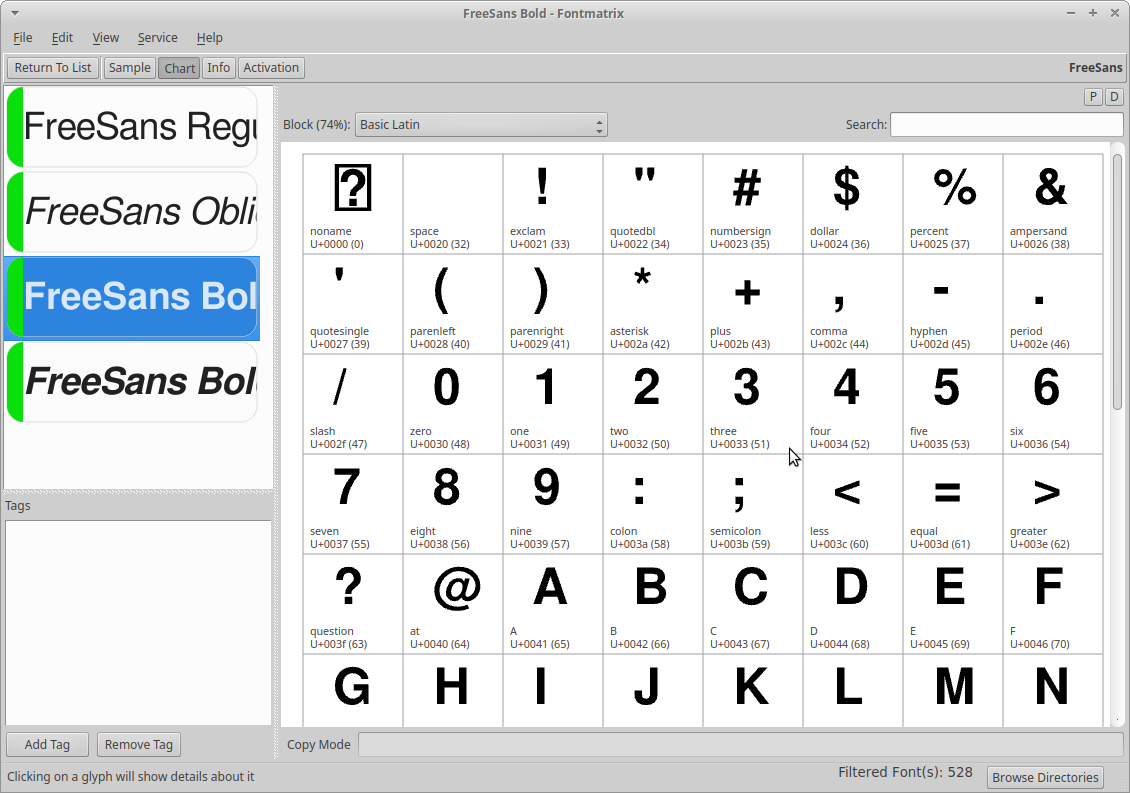 FreeSans Bold - Fontmatrix
File Edit View Service Help
Return To List Sample Chart Info Activation FreeSans
P D
Block (74%): Basic Latin Search:
FreeSans Regu
FreeSans Obli
FreeSans Bol
FreeSans Bol
! " # $ % &
noname space exclam quotedbl numbersign dollar percent ampersand
U+0000 (0) U+0020 (32) U+0021 (33) U+0022 (34) U+0023 (35) U+0024 (36) U+0025 (37) U+0026 (38)
' ( ) * + , - .
quotesingle parenleft parenright asterisk plus comma hyphen period
U+0027 (39) U+0028 (40) U+0029 (41) U+002a (42) U+002b (43) U+002c (44) U+002d (45) U+002e (46)
/ 0 1 2 3 4 5 6
slash zero one two three four five six
U+002f (47) U+0030 (48) U+0031 (49) U+0032 (50) U+0033 (51) U+0034 (52) U+0035 (53) U+0036 (54)
7 8 9 : ; < = >
seven eight nine colon semicolon less equal greater
U+0037 (55) U+0038 (56) U+0039 (57) U+003a (58) U+003b (59) U+003c (60) U+003d (61) U+003e (62)
? @ A B C D E F
question at A B C D E F
U+003f (63) U+0040 (64) U+0041 (65) U+0042 (66) U+0043 (67) U+0044 (68) U+0045 (69) U+0046 (70)
G H I J K L M N
Tags
Add Tag Remove Tag
Copy Mode
Clicking on a glyph will show details about it
Filtered Font(s): 528 Browse Directories